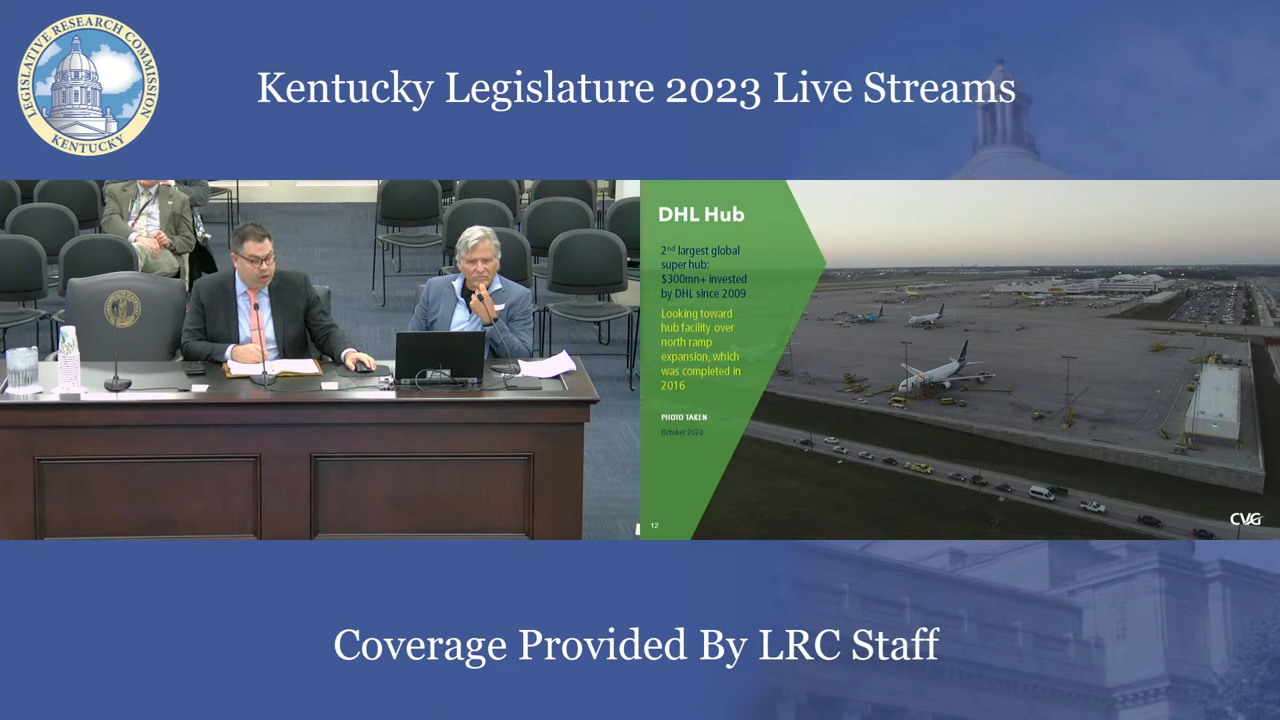 LEGISLATIVE RESEARCH COMMISSION
KENTUCKY
Kentucky Legislature 2023 Live Streams
DHL Hub
2nd largest global
super hub:
$300mn+ invested
by DHL since 2009
Looking toward
hub facility over
north ramp
expansion, which
was completed in
2016
PHOTO TAKEN
October 2020
12
CVG
Coverage Provided By LRC Staff